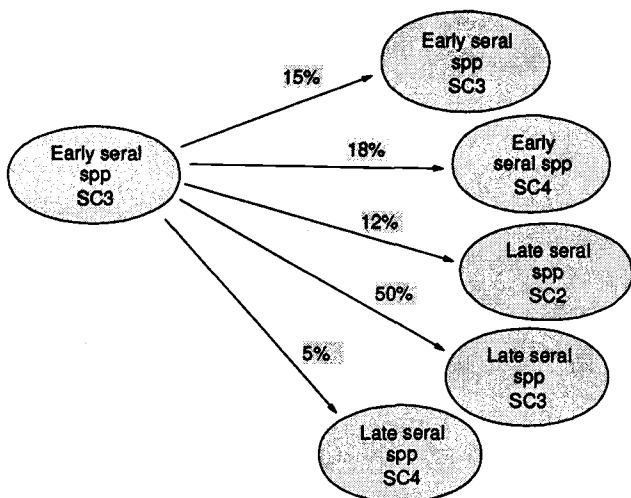 Early seral
spp
SC3
15%
Early seral
spp
SC3
18%
Early
seral spp
SC4
12%
Late seral
spp
SC2
50%
Late seral
spp
SC3
5%
Late seral
spp
SC4